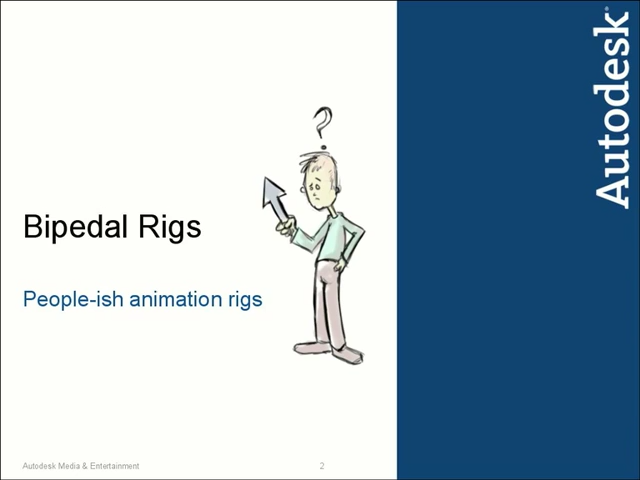 Autodesk®
?
Bipedal Rigs
People-ish animation rigs
Autodesk Media & Entertainment 2